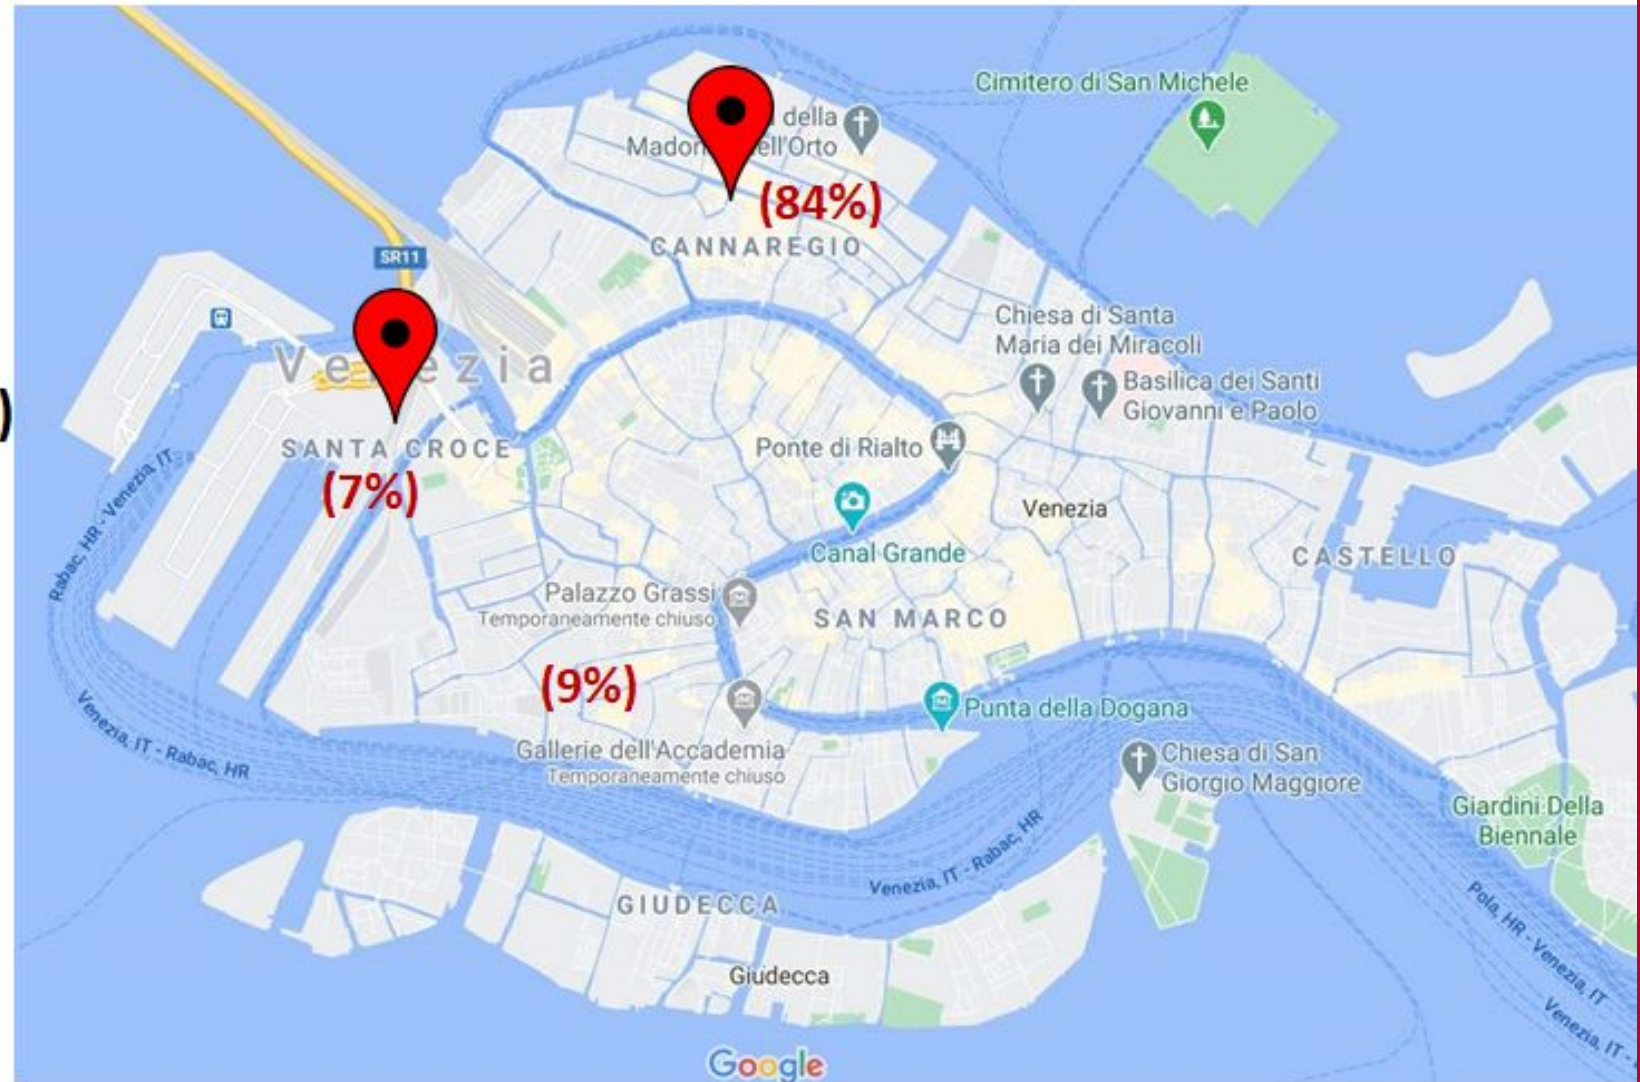 Cimitero di San Michele
della
Madonna dell'Orto
(84%)
CANNAREGIO
SR11
Chiesa di Santa
Maria dei Miracoli
Venezia
Basilica dei Santi
Giovanni e Paolo
)
SANTA CROCE
Ponte di Rialto
(7%)
Venezia
Rabac, HR - Venezia, IT
Canal Grande
CASTELLO
Palazzo Grassi
Temporaneamente chiuso
SAN MARCO
(9%)
Punta della Dogana
Venezia, IT - Rabac, HR
Gallerie dell'Accademia
Temporaneamente chiuso
Chiesa di San
Giorgio Maggiore
Giardini Della
Biennale
Venezia, IT - Rabac, HR
GIUDECCA
Pola, HR - Venezia, IT
Giudecca
Venezia, IT -
Google